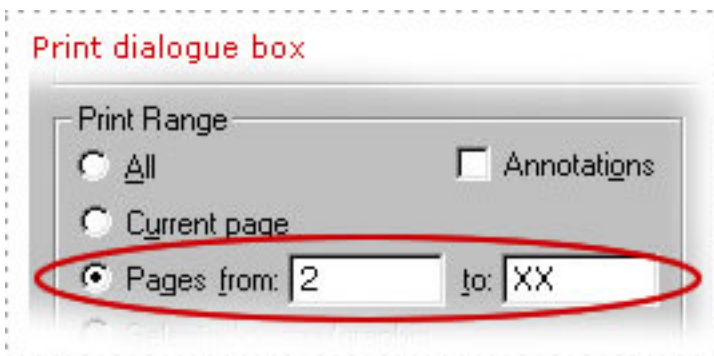 Print dialogue box
Print Range
All
Annotations
Current page
Pages from: 2 to: XX